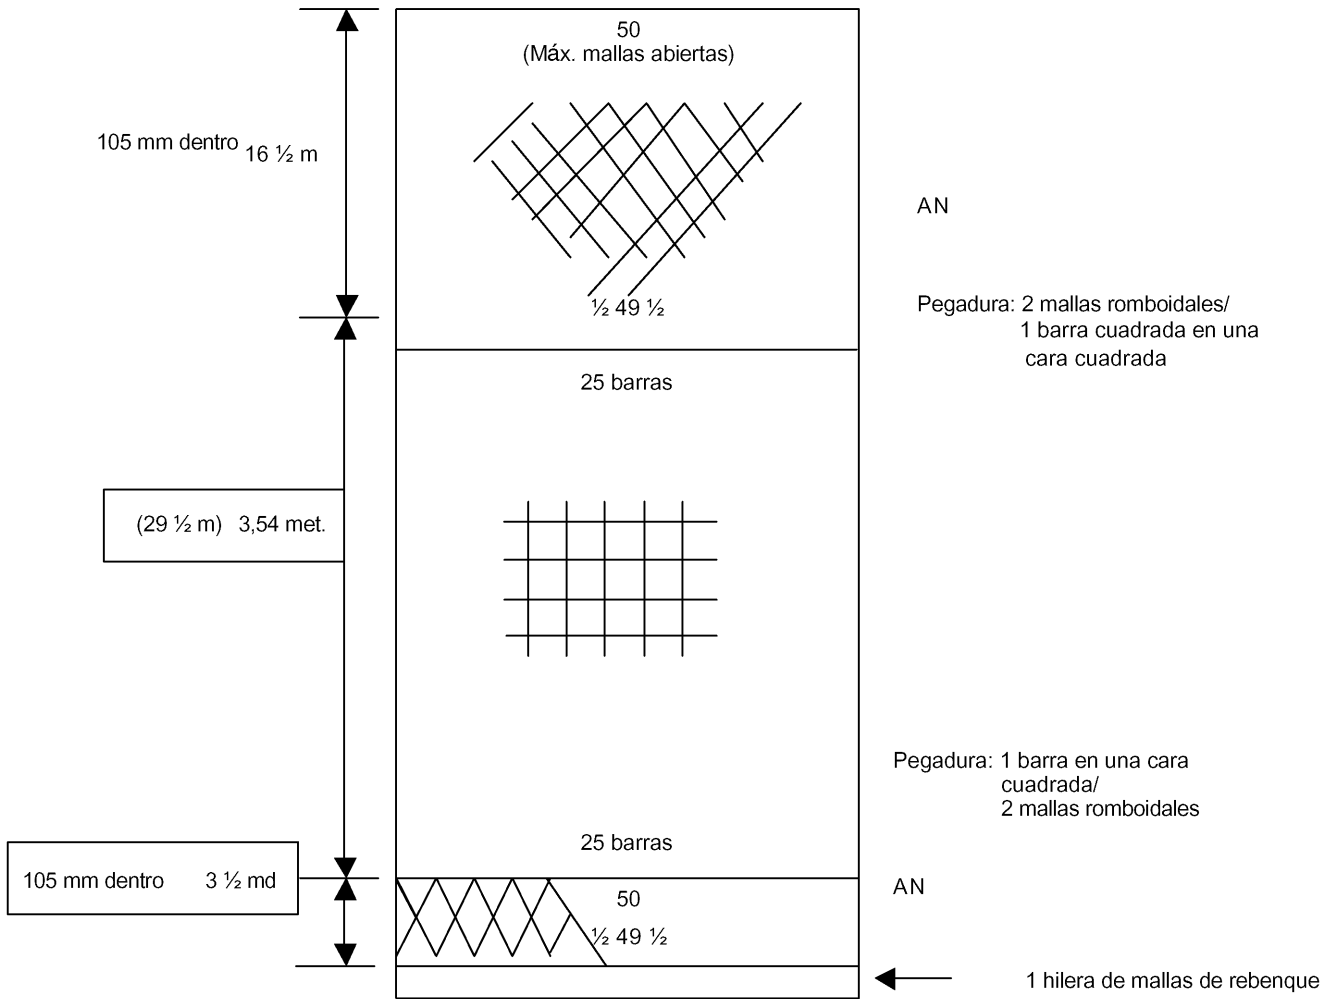 50
(Máx. mallas abiertas)
105 mm dentro 16 ½ m
AN
½ 49 ½
Pegadura: 2 mallas romboidales/
1 barra cuadrada en una
cara cuadrada
25 barras
(29 ½ m) 3,54 met.
Pegadura: 1 barra en una cara
cuadrada/
2 mallas romboidales
25 barras
105 mm dentro 3 ½ md
50
AN
½ 49 ½
1 hilera de mallas de rebenque